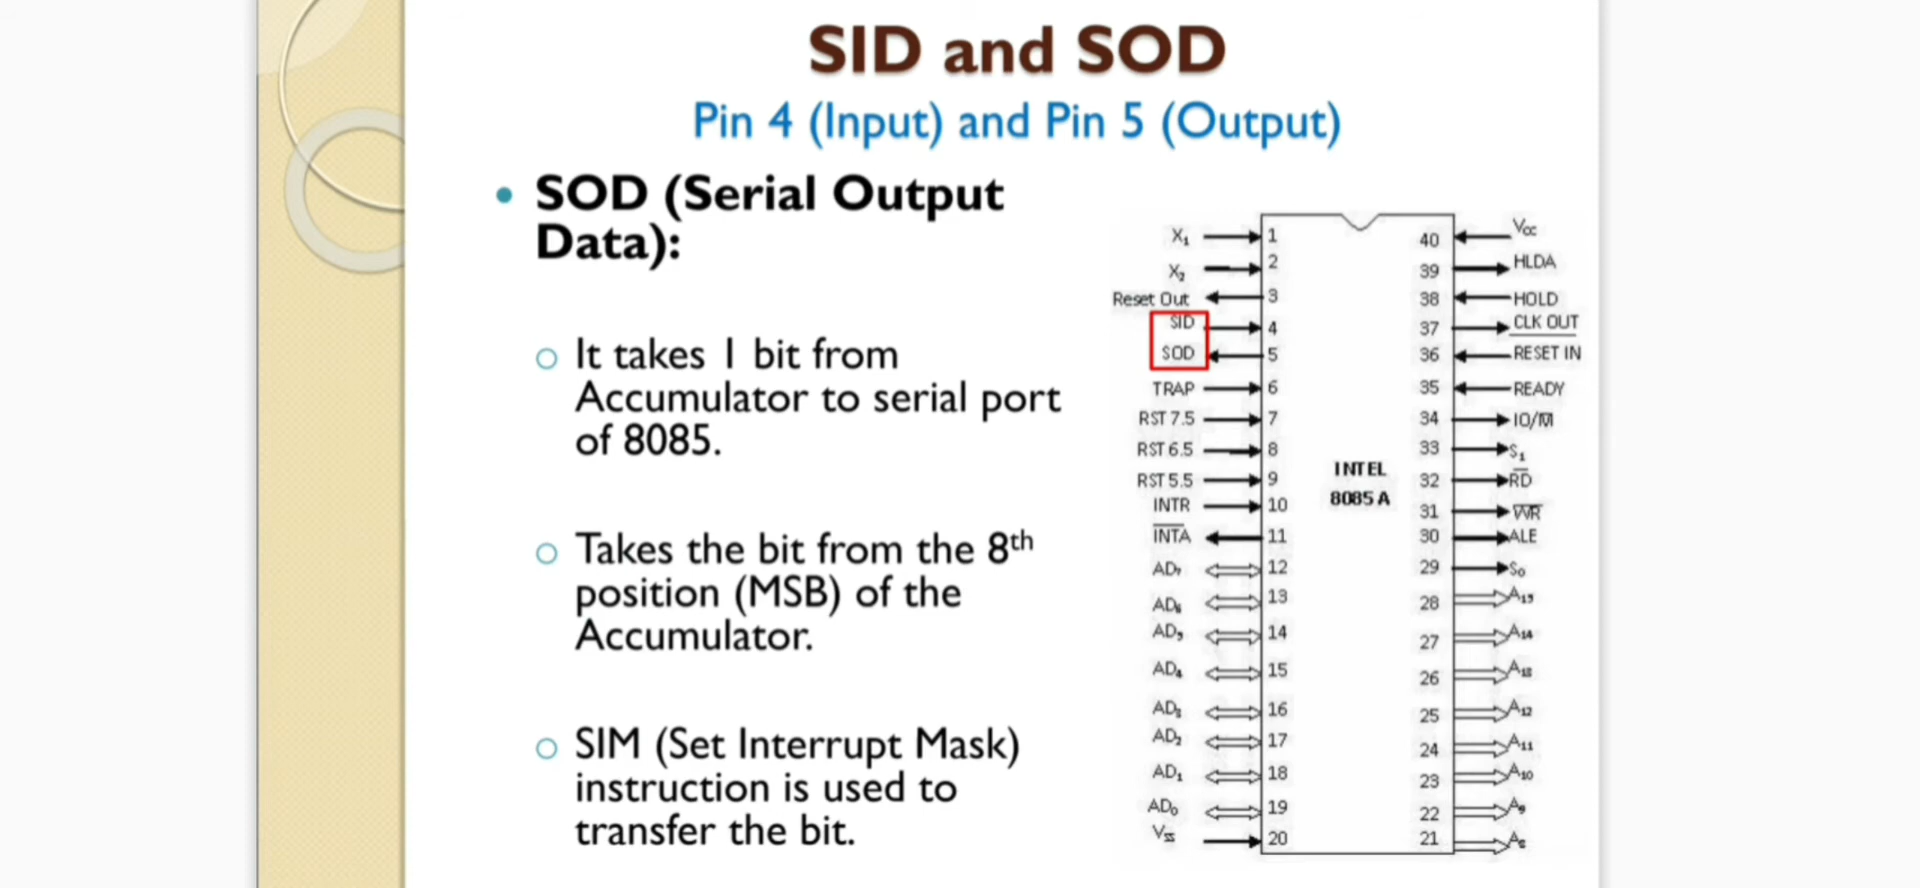 SID and SOD
Pin 4 (Input) and Pin 5 (Output)
• SOD (Serial Output
Data):
○ It takes 1 bit from
Accumulator to serial port
of 8085.
○ Takes the bit from the 8th
position (MSB) of the
Accumulator.
○ SIM (Set Interrupt Mask)
instruction is used to
transfer the bit.
X₁ 1
X₂ 2
Reset Out 3
SID 4
SOD 5
TRAP 6
RST 7.5 7
RST 6.5 8
RST 5.5 9
INTR 10
I̅N̅T̅A̅ 11
AD₇ 12
AD₆ 13
AD₅ 14
AD₄ 15
AD₃ 16
AD₂ 17
AD₁ 18
AD₀ 19
Vss 20
INTEL
8085 A
40 Vcc
39 HLDA
38 HOLD
37 CLK OUT
36 R̅E̅S̅E̅T̅ I̅N̅
35 READY
34 IO/M̅
33 S₁
32 R̅D̅
31 W̅R̅
30 ALE
29 S₀
28 A₁₅
27 A₁₄
26 A₁₃
25 A₁₂
24 A₁₁
23 A₁₀
22 A₉
21 A₈